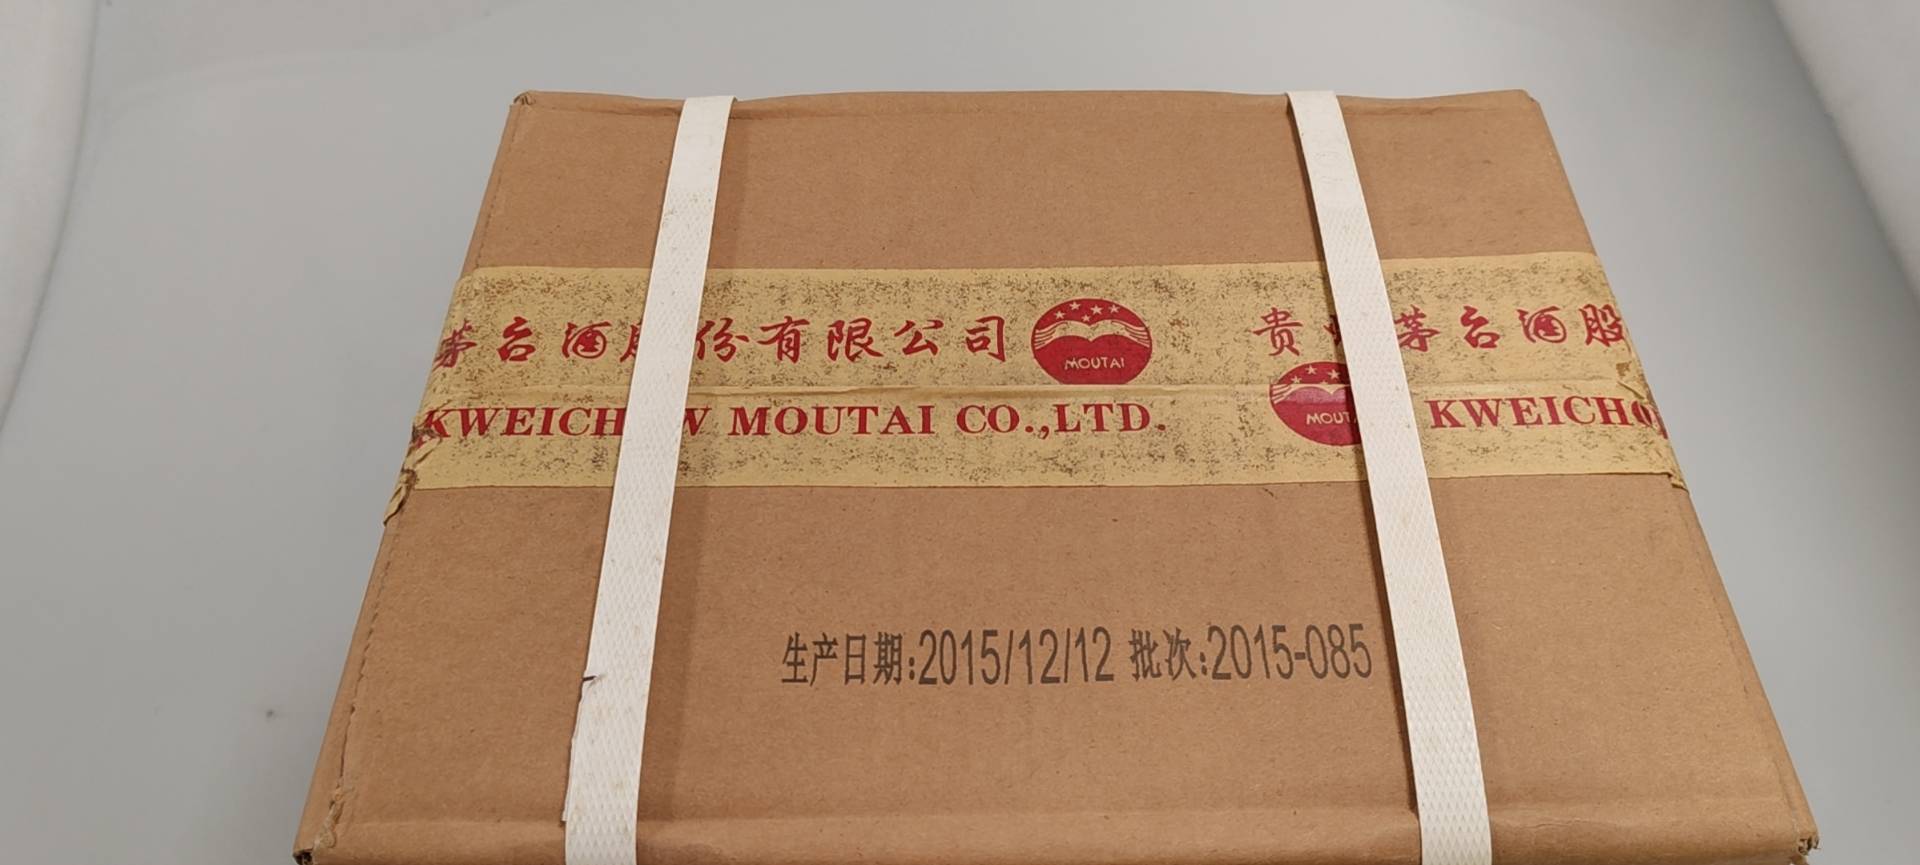 茅台酒股份有限公司 MOUTAI 贵州茅台酒股
KWEICHOW MOUTAI CO.,LTD. MOUTAI KWEICHO
生产日期:2015/12/12 批次:2015-085